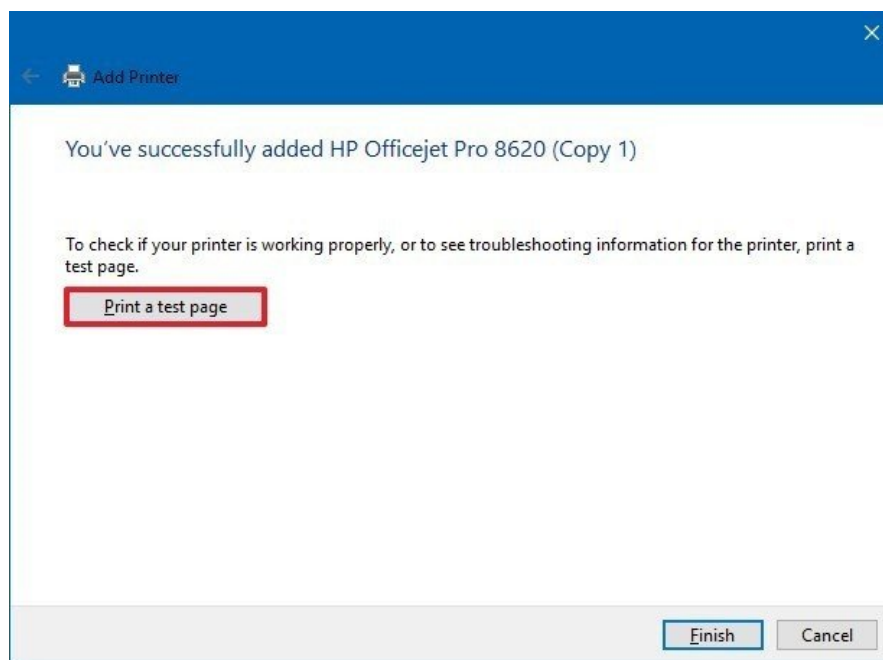 Add Printer
You’ve successfully added HP Officejet Pro 8620 (Copy 1)
To check if your printer is working properly, or to see troubleshooting information for the printer, print a
test page.
Print a test page
Finish Cancel